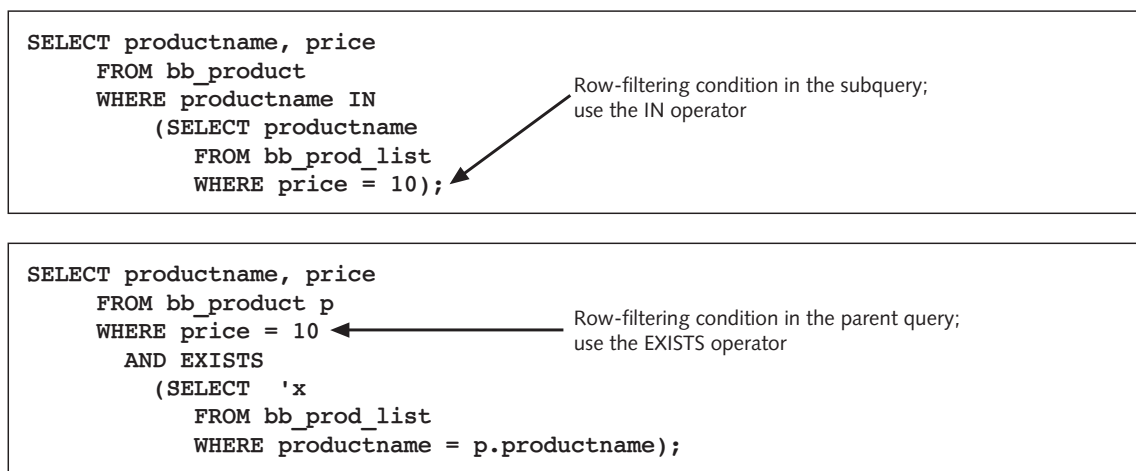 SELECT productname, price
FROM bb_product
WHERE productname IN
(SELECT productname
FROM bb_prod_list
WHERE price = 10);
Row-filtering condition in the subquery;
use the IN operator
SELECT productname, price
FROM bb_product p
WHERE price = 10
AND EXISTS
(SELECT 'x
FROM bb_prod_list
WHERE productname = p.productname);
Row-filtering condition in the parent query;
use the EXISTS operator